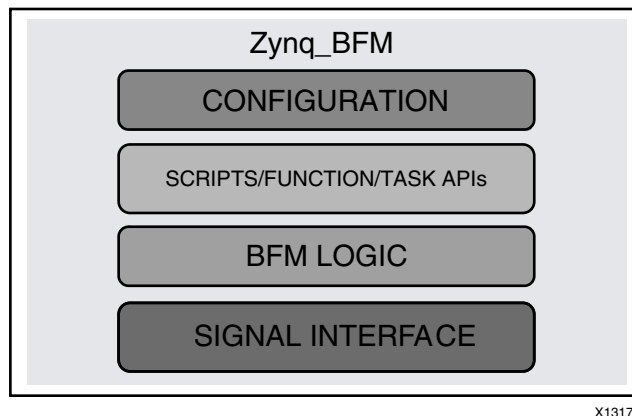 Zynq_BFM
CONFIGURATION
SCRIPTS/FUNCTION/TASK APIs
BFM LOGIC
SIGNAL INTERFACE
X1317